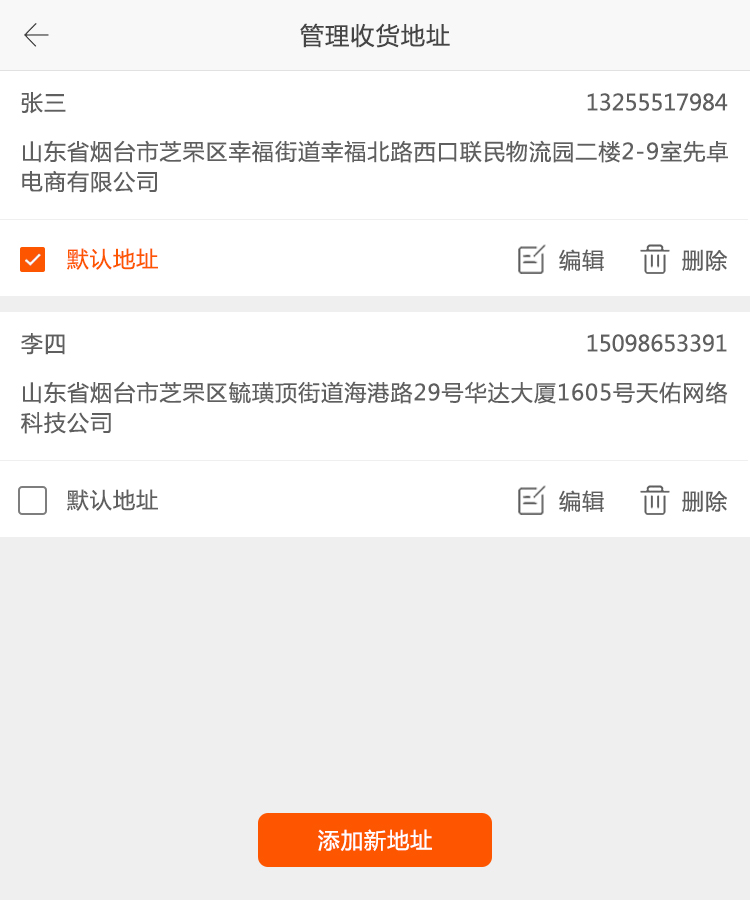 管理收货地址
张三 13255517984
山东省烟台市芝罘区幸福街道幸福北路西口联民物流园二楼2-9室先卓
电商有限公司
默认地址 编辑 删除
李四 15098653391
山东省烟台市芝罘区毓璜顶街道海港路29号华达大厦1605号天佑网络
科技公司
默认地址 编辑 删除
添加新地址